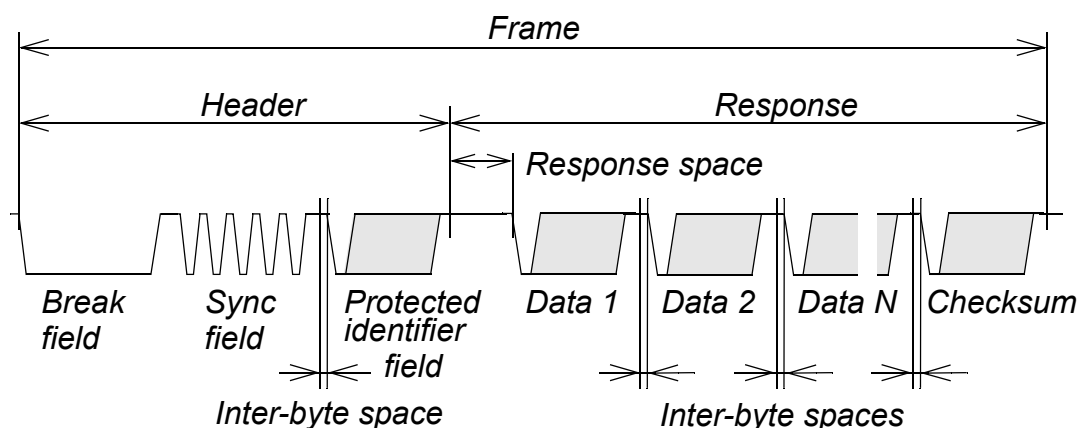 Frame
Header
Response
Response space
Break
field
Sync
field
Protected
identifier
field
Data 1
Data 2
Data N
Checksum
Inter-byte space
Inter-byte spaces